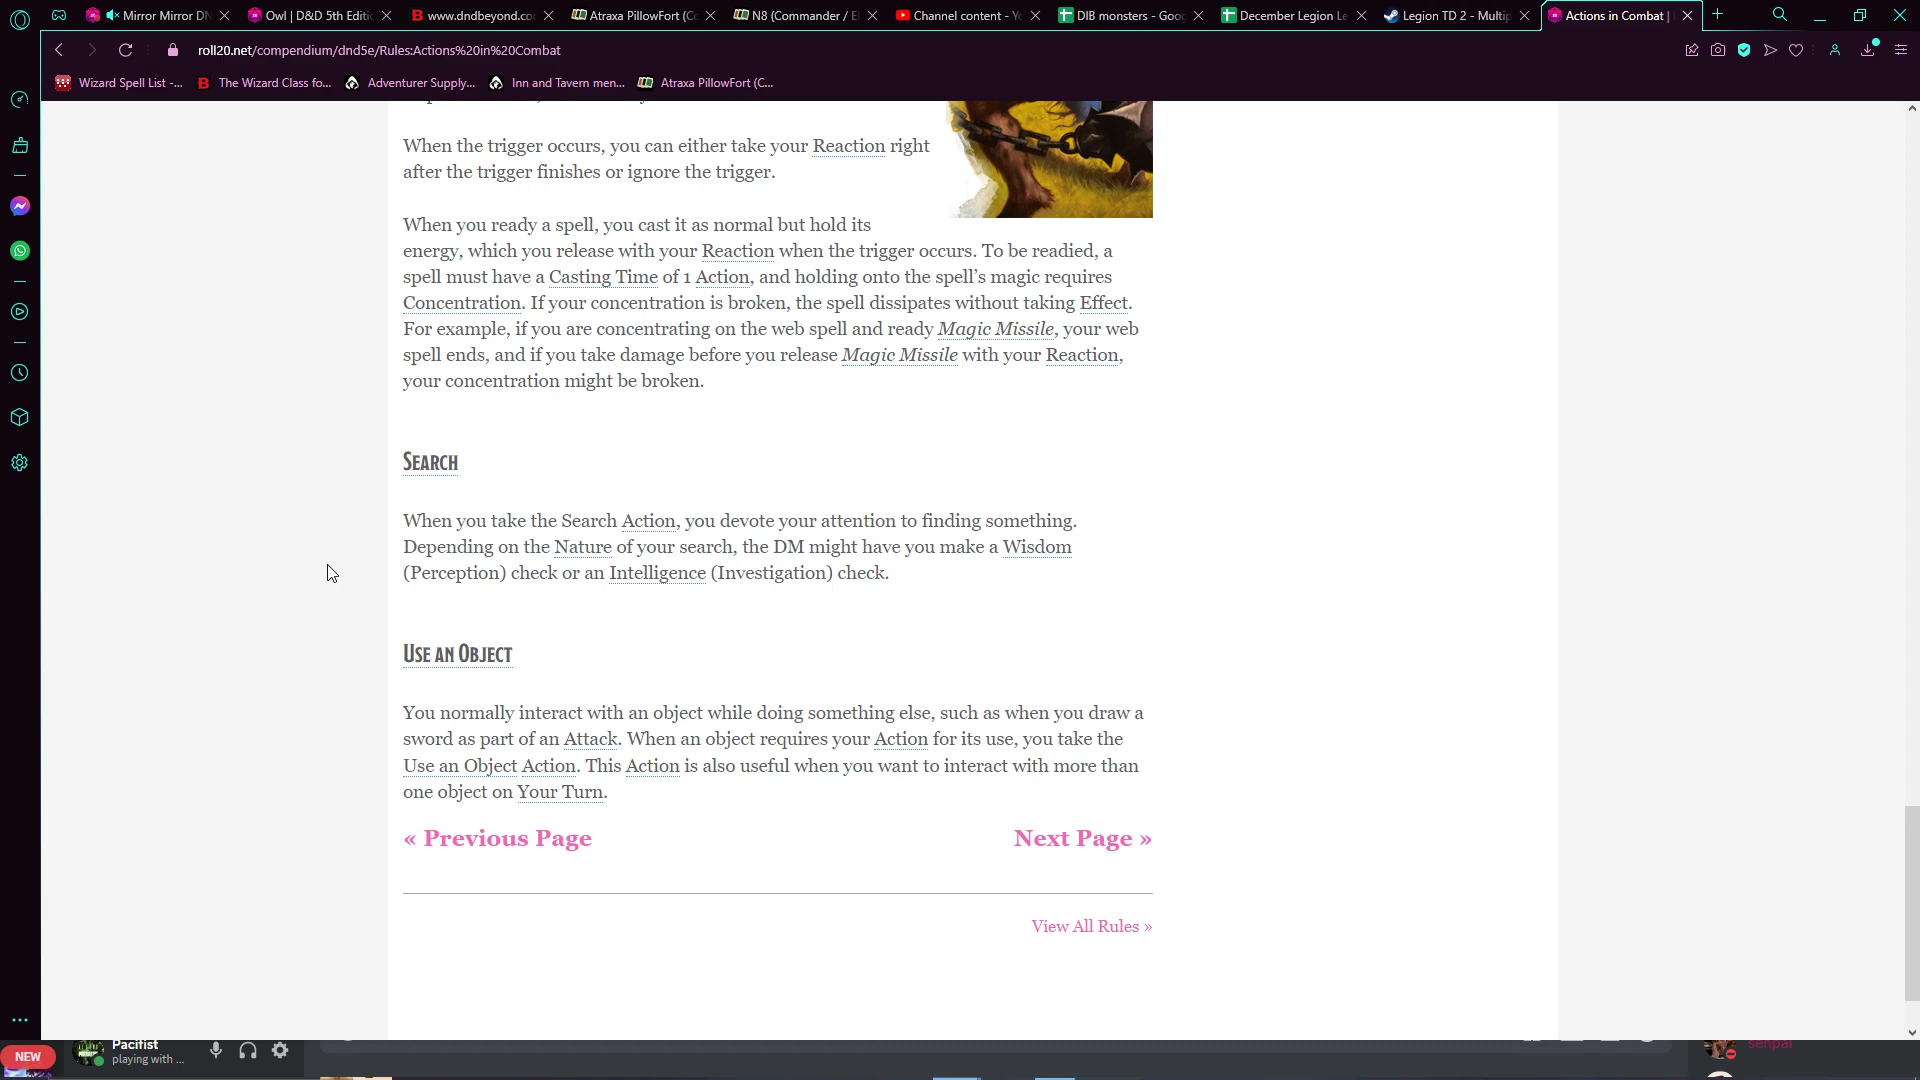 Mirror Mirror DN
Owl | D&D 5th Editic
www.dndbeyond.co
Atraxa PillowFort (Cc
N8 (Commander / E
Channel content - Yo
DIB monsters - Goog
December Legion Le
Legion TD 2 - Multip
Actions in Combat |
roll20.net/compendium/dnd5e/Rules:Actions%20in%20Combat
Wizard Spell List -...
The Wizard Class fo...
Adventurer Supply...
Inn and Tavern men...
Atraxa PillowFort (C...
When the trigger occurs, you can either take your Reaction right
after the trigger finishes or ignore the trigger.
When you ready a spell, you cast it as normal but hold its
energy, which you release with your Reaction when the trigger occurs. To be readied, a
spell must have a Casting Time of 1 Action, and holding onto the spell’s magic requires
Concentration. If your concentration is broken, the spell dissipates without taking Effect.
For example, if you are concentrating on the web spell and ready Magic Missile, your web
spell ends, and if you take damage before you release Magic Missile with your Reaction,
your concentration might be broken.
Search
When you take the Search Action, you devote your attention to finding something.
Depending on the Nature of your search, the DM might have you make a Wisdom
(Perception) check or an Intelligence (Investigation) check.
Use an Object
You normally interact with an object while doing something else, such as when you draw a
sword as part of an Attack. When an object requires your Action for its use, you take the
Use an Object Action. This Action is also useful when you want to interact with more than
one object on Your Turn.
« Previous Page
Next Page »
View All Rules »
NEW
Pacifist
playing with ...
senpai